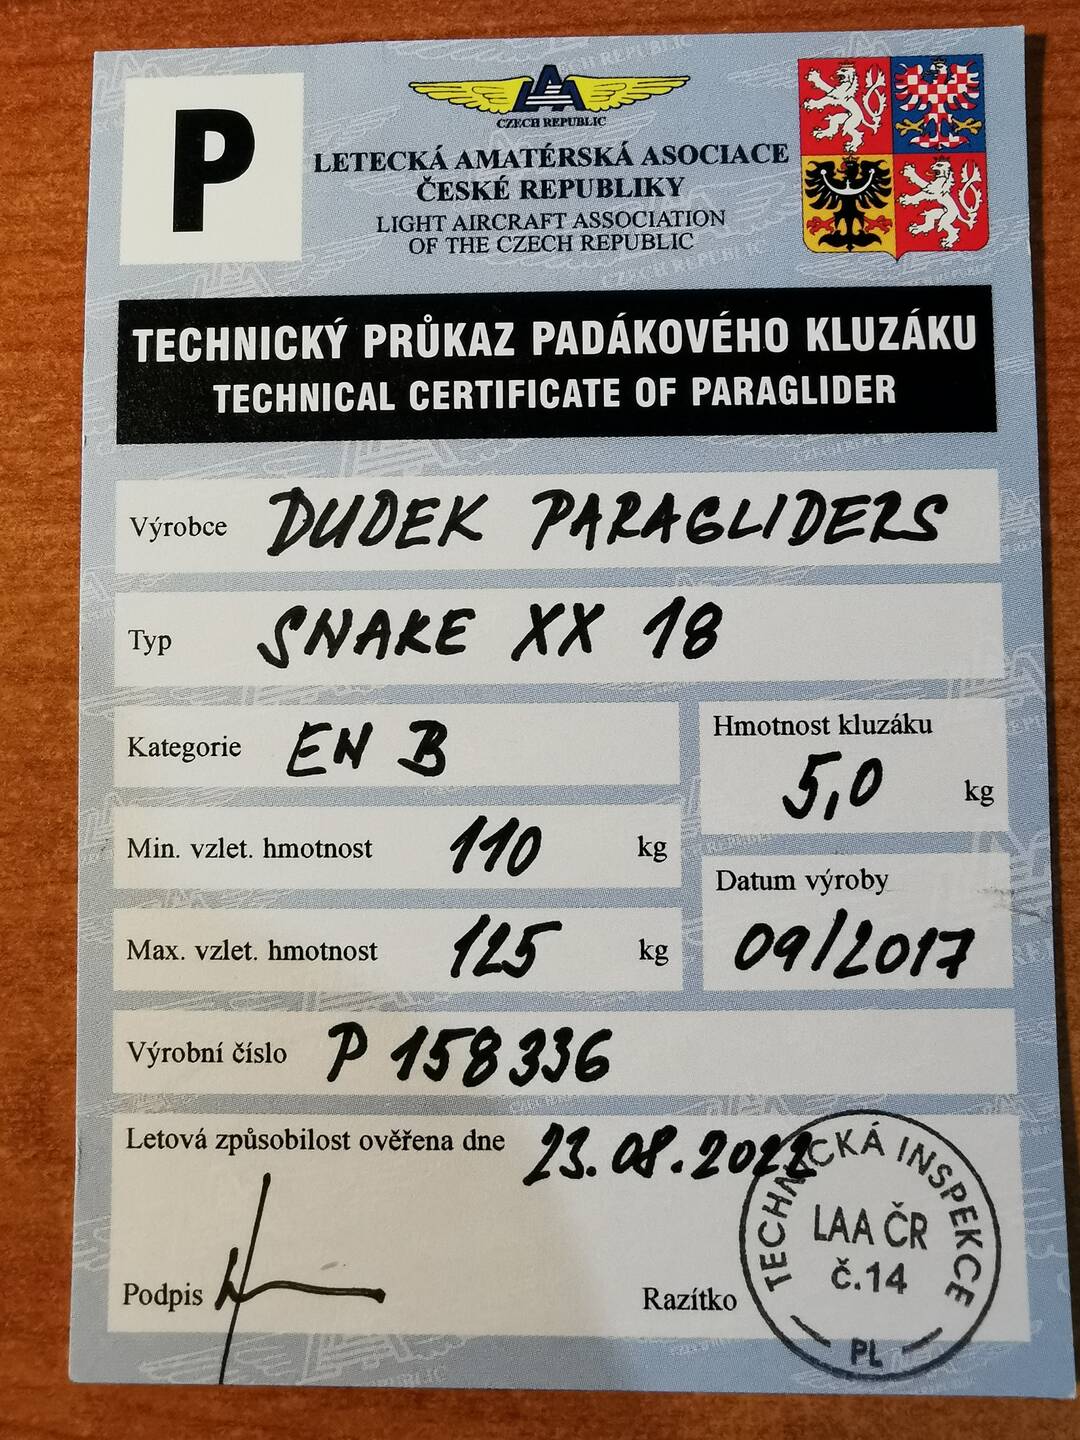 P
CZECH REPUBLIC
LETECKÁ AMATÉRSKÁ ASOCIACE
ČESKÉ REPUBLIKY
LIGHT AIRCRAFT ASSOCIATION
OF THE CZECH REPUBLIC
TECHNICKÝ PRŮKAZ PADÁKOVÉHO KLUZÁKU
TECHNICAL CERTIFICATE OF PARAGLIDER
Výrobce DUDEK PARAGLIDERS
Typ SNAKE XX 18
Kategorie EN B
Hmotnost kluzáku
5,0 kg
Min. vzlet. hmotnost 110 kg
Datum výroby
09/2017
Max. vzlet. hmotnost 125 kg
Výrobní číslo P 158336
Letová způsobilost ověřena dne 23.08.2022
TECHNICKÁ INSPEKCE
LAA ČR
č.14
PL
Podpis
Razítko